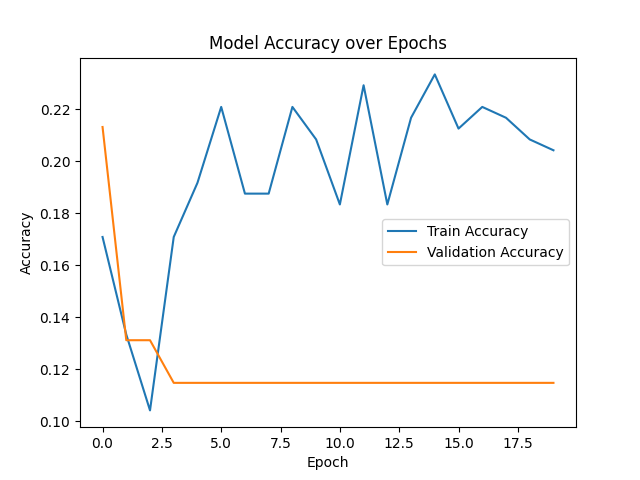 Model Accuracy over Epochs
Accuracy
0.22
0.20
0.18
0.16
0.14
0.12
0.10
Train Accuracy
Validation Accuracy
0.0 2.5 5.0 7.5 10.0 12.5 15.0 17.5
Epoch